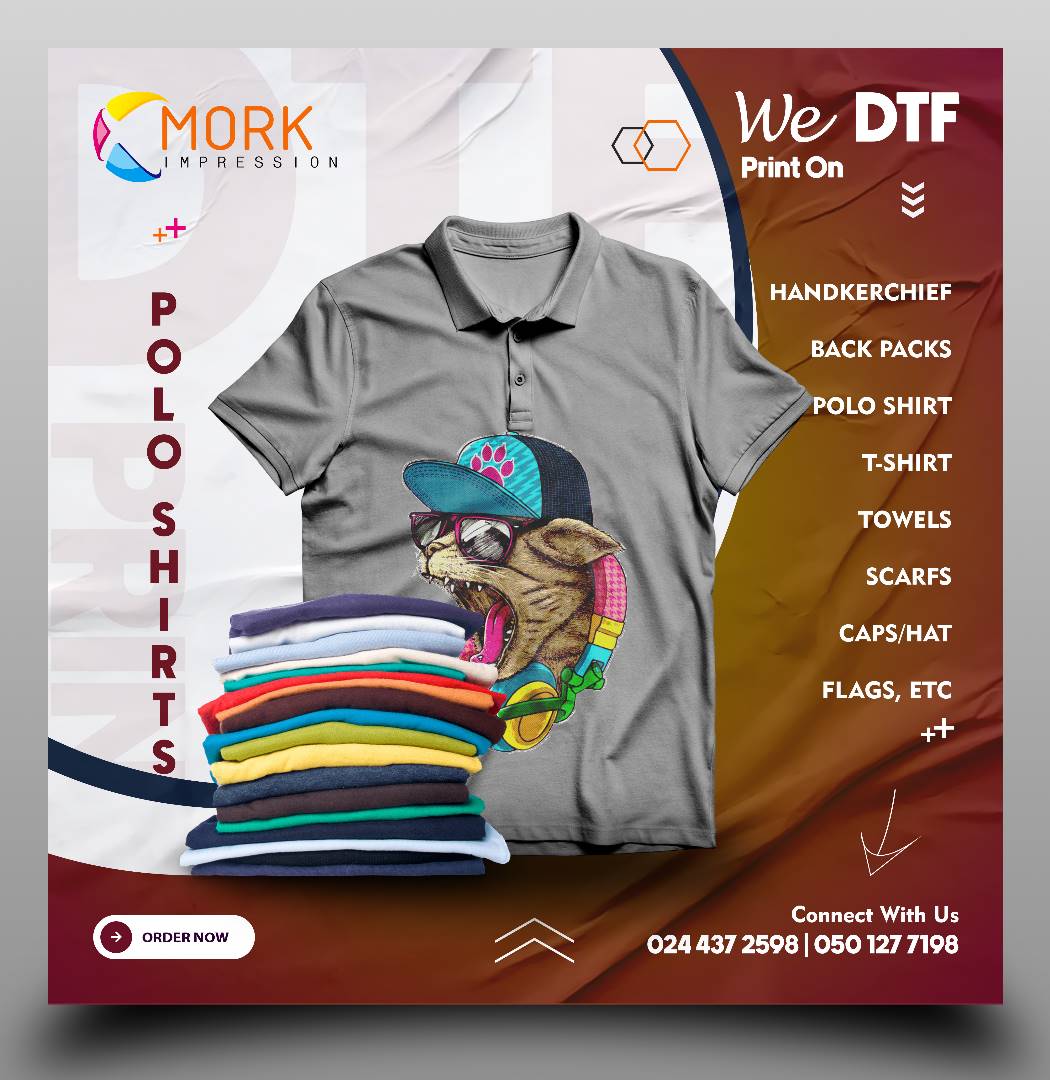 MORK
IMPRESSION
We DTF
Print On
POLO SHIRTS
HANDKERCHIEF
BACK PACKS
POLO SHIRT
T-SHIRT
TOWELS
SCARFS
CAPS/HAT
FLAGS, ETC
ORDER NOW
Connect With Us
024 437 2598 | 050 127 7198